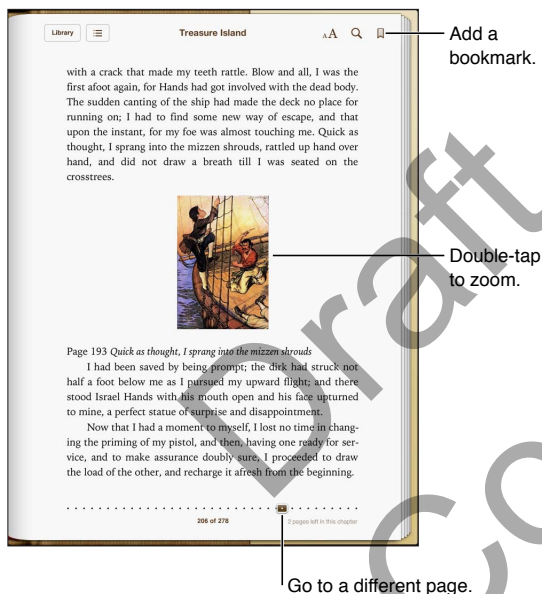 Library
Treasure Island
AA
Add a
bookmark.
with a crack that made my teeth rattle. Blow and all, I was the
first afoot again, for Hands had got involved with the dead body.
The sudden canting of the ship had made the deck no place for
running on; I had to find some new way of escape, and that
upon the instant, for my foe was almost touching me. Quick as
thought, I sprang into the mizzen shrouds, rattled up hand over
hand, and did not draw a breath till I was seated on the
crosstrees.
Double-tap
to zoom.
Page 193 Quick as thought, I sprang into the mizzen shrouds
I had been saved by being prompt; the dirk had struck not
half a foot below me as I pursued my upward flight; and there
stood Israel Hands with his mouth open and his face upturned
to mine, a perfect statue of surprise and disappointment.
Now that I had a moment to myself, I lost no time in chang-
ing the priming of my pistol, and then, having one ready for ser-
vice, and to make assurance doubly sure, I proceeded to draw
the load of the other, and recharge it afresh from the beginning.
206 of 278
2 pages left in this chapter
Go to a different page.
Draft